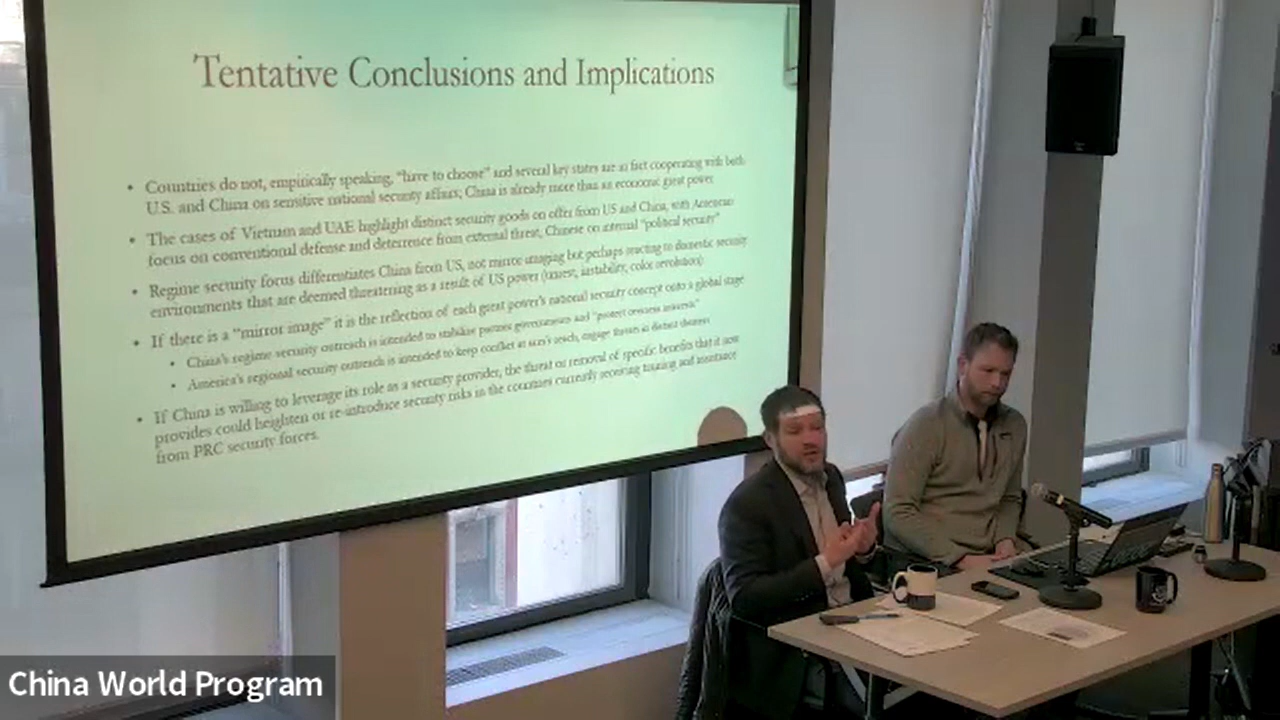 Tentative Conclusions and Implications
• Countries do not, empirically speaking, "have to choose" and several key states are in fact cooperating with both
U.S. and China on sensitive national security affairs; China is already more than an economic great power
• The cases of Vietnam and UAE highlight distinct security goods on offer from US and China, with American
focus on conventional defense and deterrence from external threat, Chinese on internal "political security"
• Regime security focus differentiates China from US, not mirror imaging but perhaps reacting to domestic security
environments that are deemed threatening as a result of US power (unrest, instability, color revolution)
• If there is a "mirror image" it is the reflection of each great power's national security concept onto a global stage
• China's regime security outreach is intended to stabilize partner governments and "protect overseas interests"
• America's regional security outreach is intended to keep conflict at arm's reach, engage threats in distant theaters
• If China is willing to leverage its role as a security provider, the threat or removal of specific benefits that it now
provides could heighten or re-introduce security risks in the countries currently receiving training and assistance
from PRC security forces.
China World Program